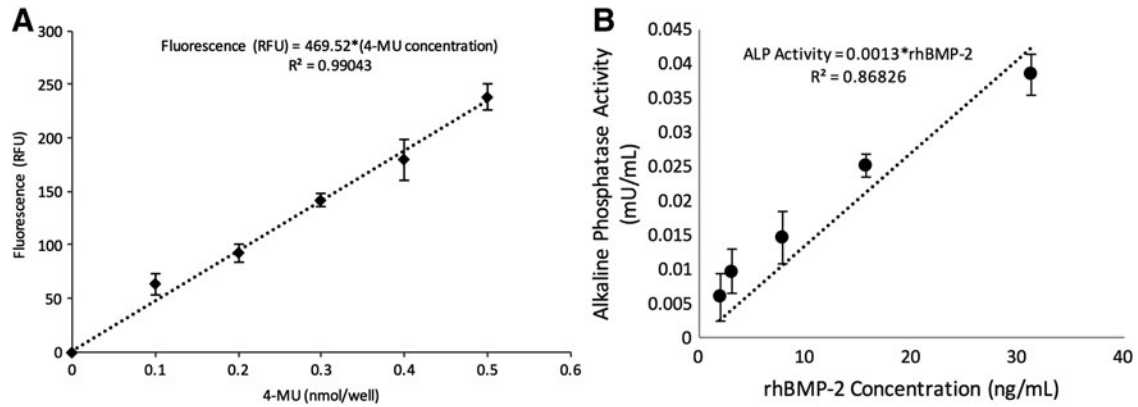 A
Fluorescence (RFU) = 469.52*(4-MU concentration)
R² = 0.99043
Fluorescence (RFU)
300
250
200
150
100
50
0
0 0.1 0.2 0.3 0.4 0.5 0.6
4-MU (nmol/well)
B
ALP Activity = 0.0013*rhBMP-2
R² = 0.86826
Alkaline Phosphatase Activity
(mU/mL)
0.045
0.04
0.035
0.03
0.025
0.02
0.015
0.01
0.005
0
0 10 20 30 40
rhBMP-2 Concentration (ng/mL)